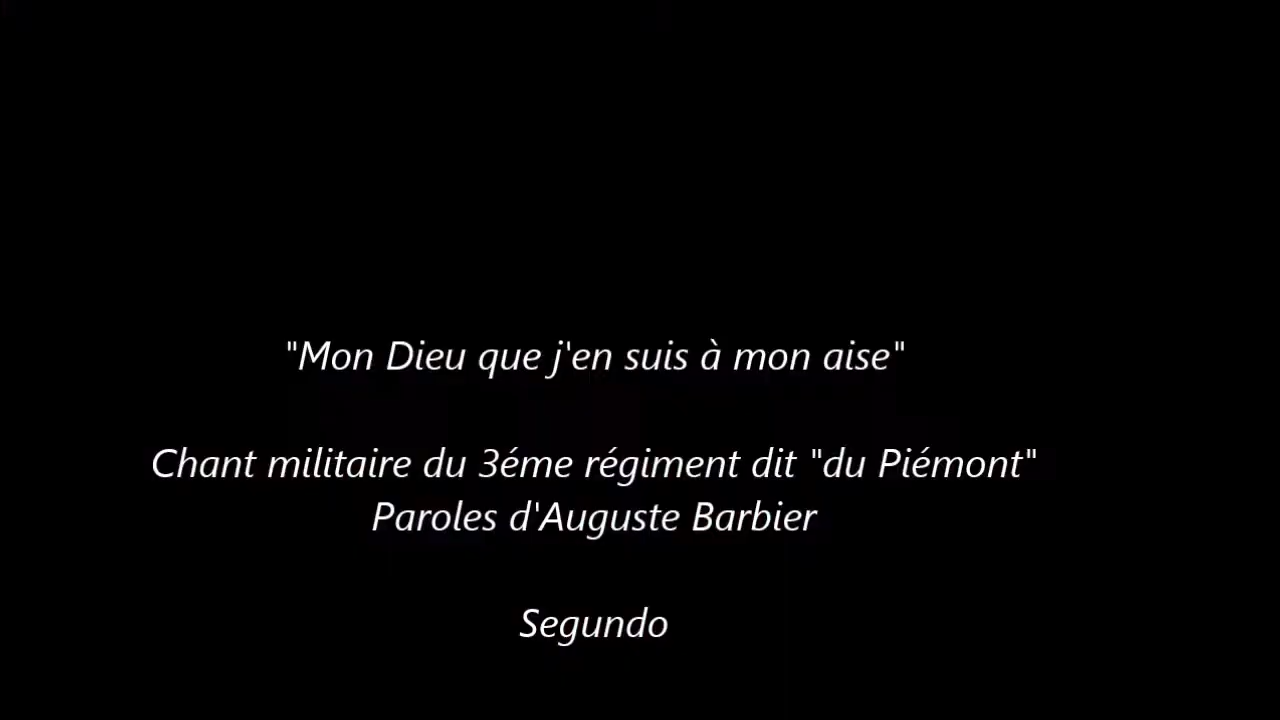 "Mon Dieu que j'en suis à mon aise"
Chant militaire du 3éme régiment dit "du Piémont"
Paroles d'Auguste Barbier
Segundo